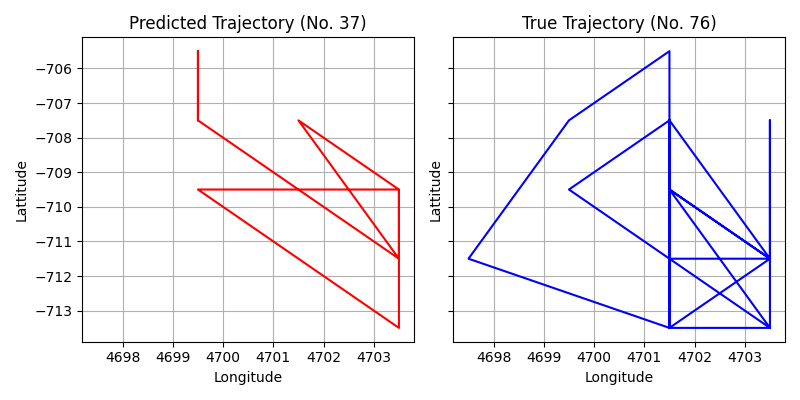 Predicted Trajectory (No. 37)
True Trajectory (No. 76)
−706
−707
−708
−709
−710
−711
−712
−713
Lattitude
Lattitude
4698 4699 4700 4701 4702 4703
4698 4699 4700 4701 4702 4703
Longitude
Longitude